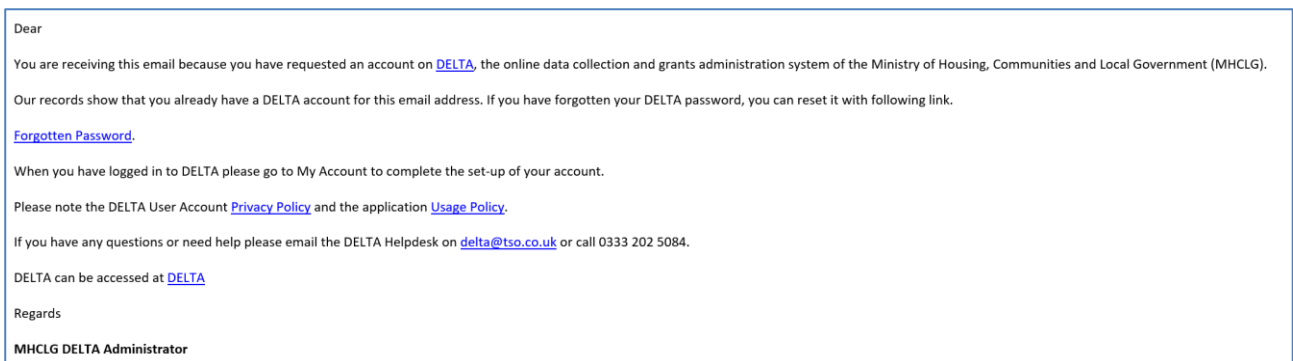 Dear
You are receiving this email because you have requested an account on DELTA, the online data collection and grants administration system of the Ministry of Housing, Communities and Local Government (MHCLG).
Our records show that you already have a DELTA account for this email address. If you have forgotten your DELTA password, you can reset it with following link.
Forgotten Password.
When you have logged in to DELTA please go to My Account to complete the set-up of your account.
Please note the DELTA User Account Privacy Policy and the application Usage Policy.
If you have any questions or need help please email the DELTA Helpdesk on delta@tso.co.uk or call 0333 202 5084.
DELTA can be accessed at DELTA
Regards
MHCLG DELTA Administrator